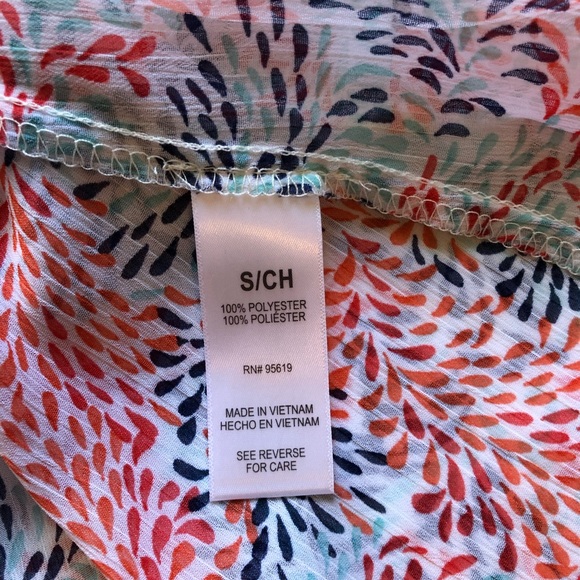 S/CH
100% POLYESTER
100% POLIÉSTER
RN# 95619
MADE IN VIETNAM
HECHO EN VIETNAM
SEE REVERSE
FOR CARE